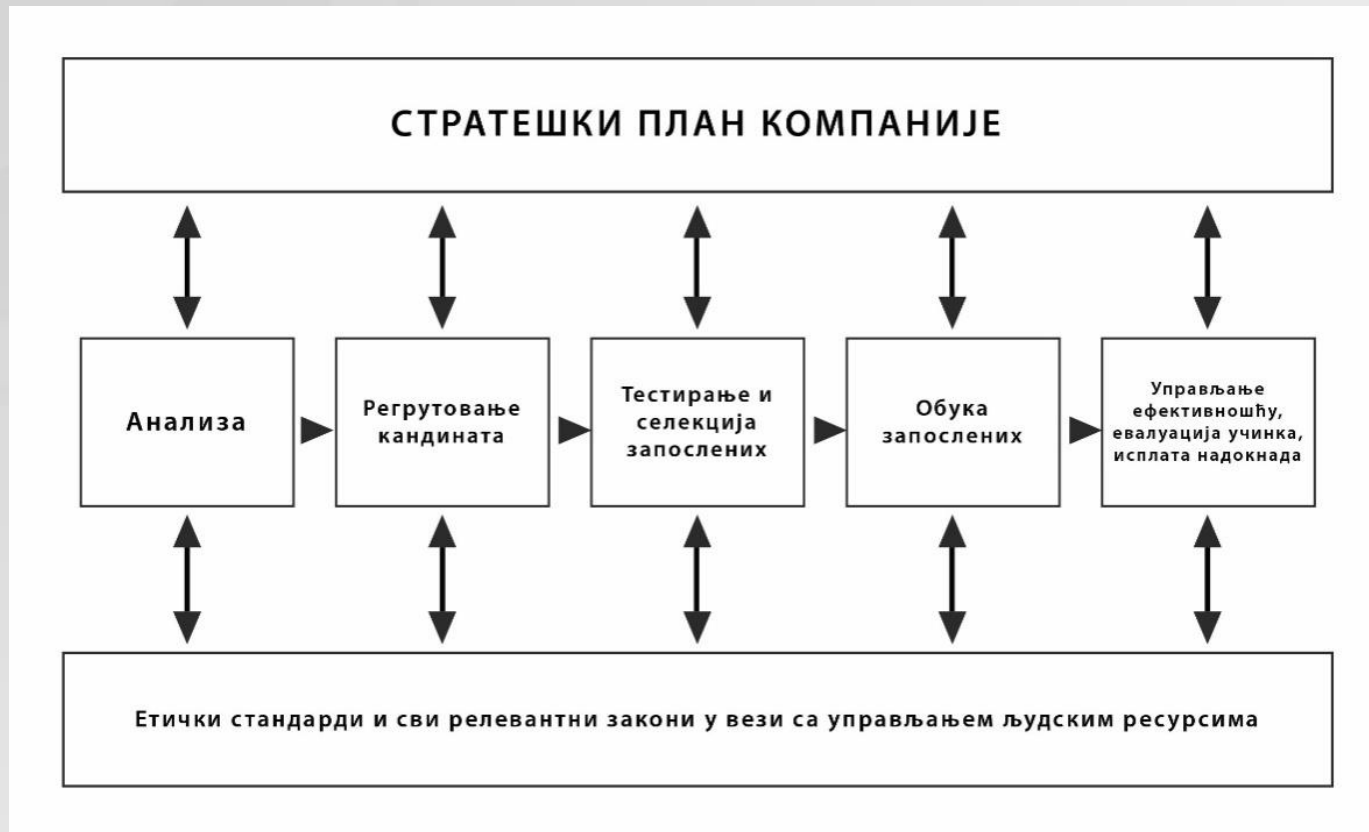 СТРАТЕШКИ ПЛАН КОМПАНИЈЕ
Анализа
Регрутовање
кандината
Тестирање и
селекција
запослених
Обука
запослених
Управљање
ефективношћу,
евалуација учинка,
исплата надокнада
Етички стандарди и сви релевантни закони у вези са управљањем људским ресурсима